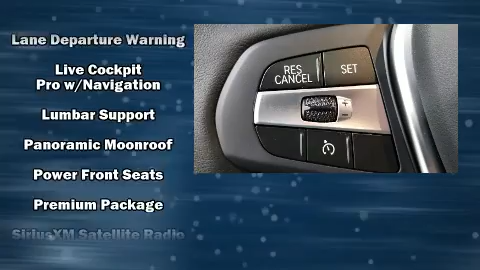 Lane Departure Warning
Live Cockpit
Pro w/Navigation
Lumbar Support
Panoramic Moonroof
Power Front Seats
Premium Package
SiriusXM Satellite Radio
RES
CANCEL
SET
+
-